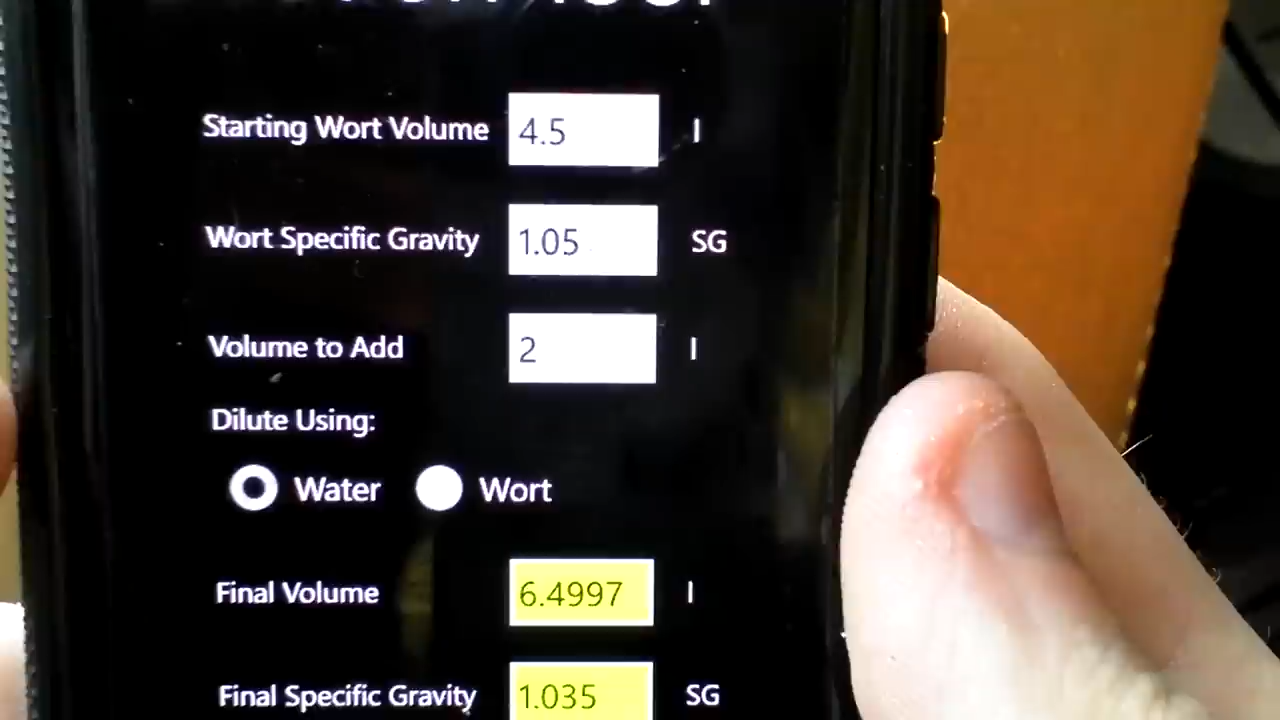 Starting Wort Volume 4.5 l
Wort Specific Gravity 1.05 SG
Volume to Add 2 l
Dilute Using:
Water Wort
Final Volume 6.4997 l
Final Specific Gravity 1.035 SG